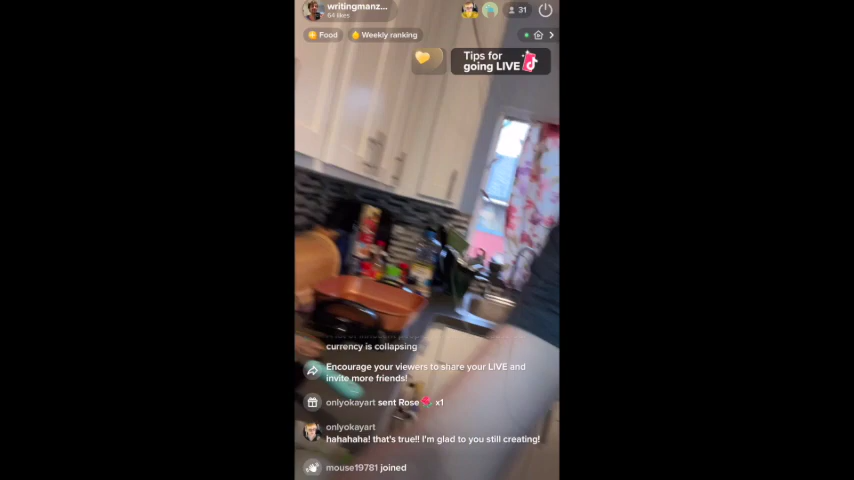 writingmanz...
64 likes
31
Food
Weekly ranking
Tips for
going LIVE
currency is collapsing
Encourage your viewers to share your LIVE and
invite more friends!
onlyokayart sent Rose x1
onlyokayart
hahahaha! that's true!! I'm glad to you still creating!
mouse19781 joined